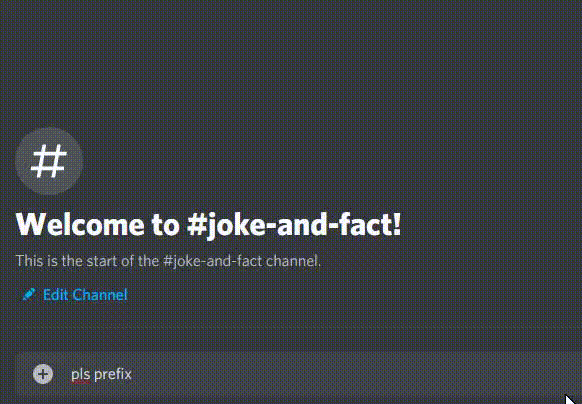 #
Welcome to #joke-and-fact!
This is the start of the #joke-and-fact channel.
Edit Channel
pls prefix